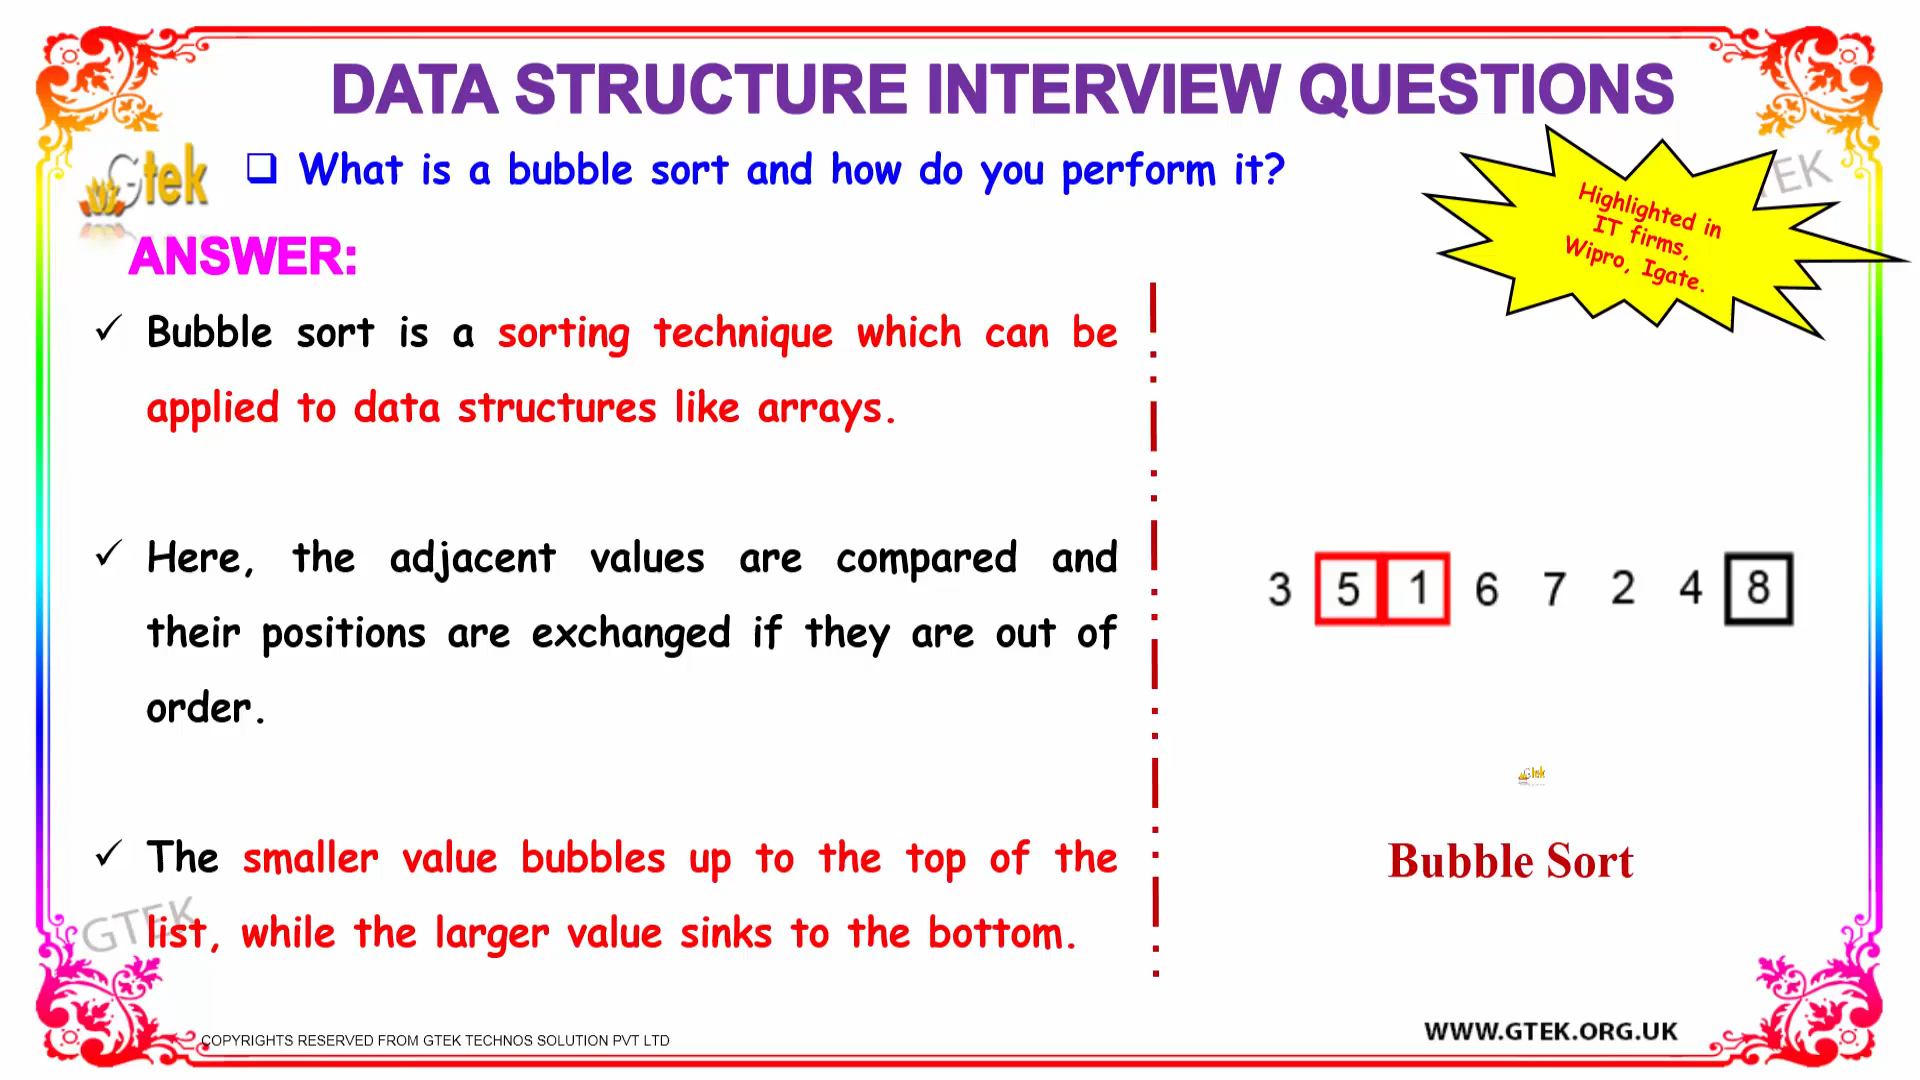 DATA STRUCTURE INTERVIEW QUESTIONS
Gtek
What is a bubble sort and how do you perform it?
TEK
Highlighted in
IT firms,
Wipro, Igate.
ANSWER:
Bubble sort is a sorting technique which can be
applied to data structures like arrays.
Here, the adjacent values are compared and
their positions are exchanged if they are out of
order.
3 5 1 6 7 2 4 8
Gtek
Bubble Sort
The smaller value bubbles up to the top of the
list, while the larger value sinks to the bottom.
GTEK
COPYRIGHTS RESERVED FROM GTEK TECHNOS SOLUTION PVT LTD
WWW.GTEK.ORG.UK